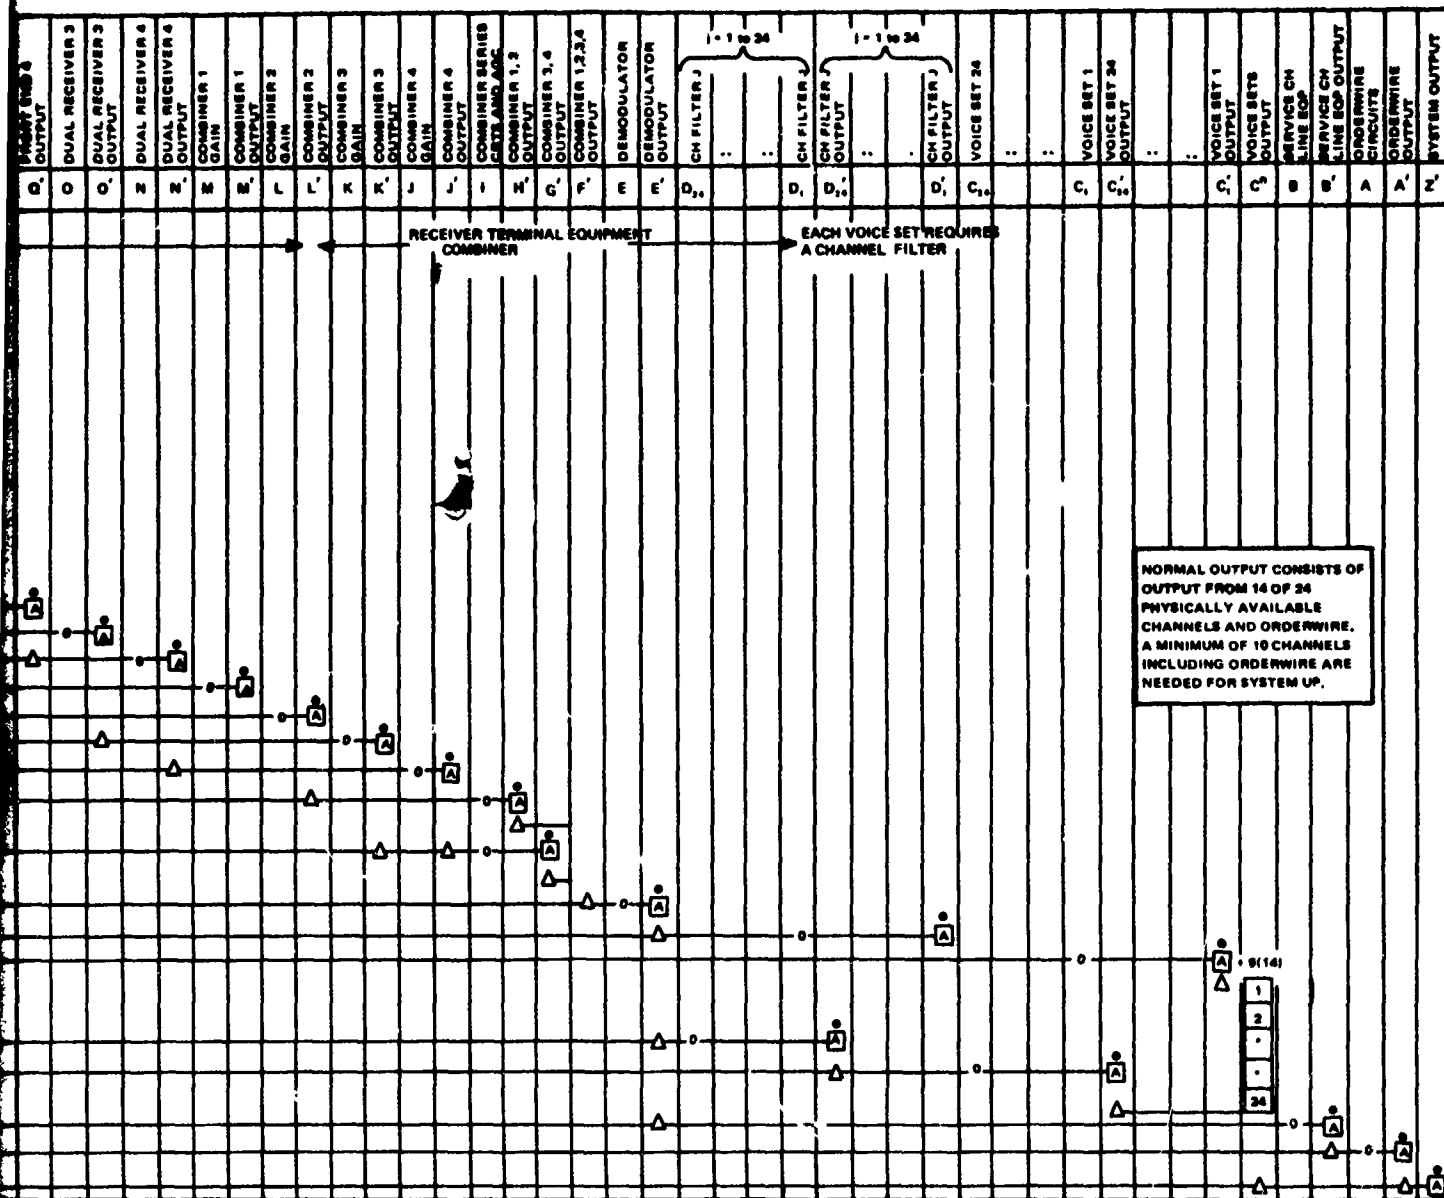 OUTPUT
DUAL RECEIVER 3
DUAL RECEIVER 3
OUTPUT
DUAL RECEIVER 4
DUAL RECEIVER 4
OUTPUT
COMBINER 1
GAIN
COMBINER 1
OUTPUT
COMBINER 2
GAIN
COMBINER 2
OUTPUT
COMBINER 3
GAIN
COMBINER 3
OUTPUT
COMBINER 4
GAIN
COMBINER 4
OUTPUT
COMBINER SERIES
CKTS AND AGC
COMBINER 1, 2
OUTPUT
COMBINER 3, 4
OUTPUT
COMBINER 1,2,3,4
OUTPUT
DEMODULATOR
DEMODULATOR
OUTPUT
j = 1 to 24
CH FILTER J
CH FILTER J
j = 1 to 24
CH FILTER J
OUTPUT
CH FILTER J
OUTPUT
VOICE SET 24
VOICE SET 1
VOICE SET 24
OUTPUT
VOICE SET 1
OUTPUT
VOICE SETS
OUTPUT
SERVICE CH
LINE EQP
SERVICE CH
LINE EQP OUTPUT
ORDERWIRE
CIRCUITS
ORDERWIRE
OUTPUT
SYSTEM OUTPUT
Q' O O' N N' M M' L L' K K' J J' I H' G' F' E E' D₂₄ D₁ D₂₄' D₁' C₂₄ C₁ C₂₄' C₁' Cⁿ B B' A A' Z'
RECEIVER TERMINAL EQUIPMENT
COMBINER
EACH VOICE SET REQUIRES
A CHANNEL FILTER
NORMAL OUTPUT CONSISTS OF
OUTPUT FROM 14 OF 24
PHYSICALLY AVAILABLE
CHANNELS AND ORDERWIRE.
A MINIMUM OF 10 CHANNELS
INCLUDING ORDERWIRE ARE
NEEDED FOR SYSTEM UP.
A
A
A
A
A
A
A
A
A
A
A
A 9(14)
1
2
A
A
24
A
A
A